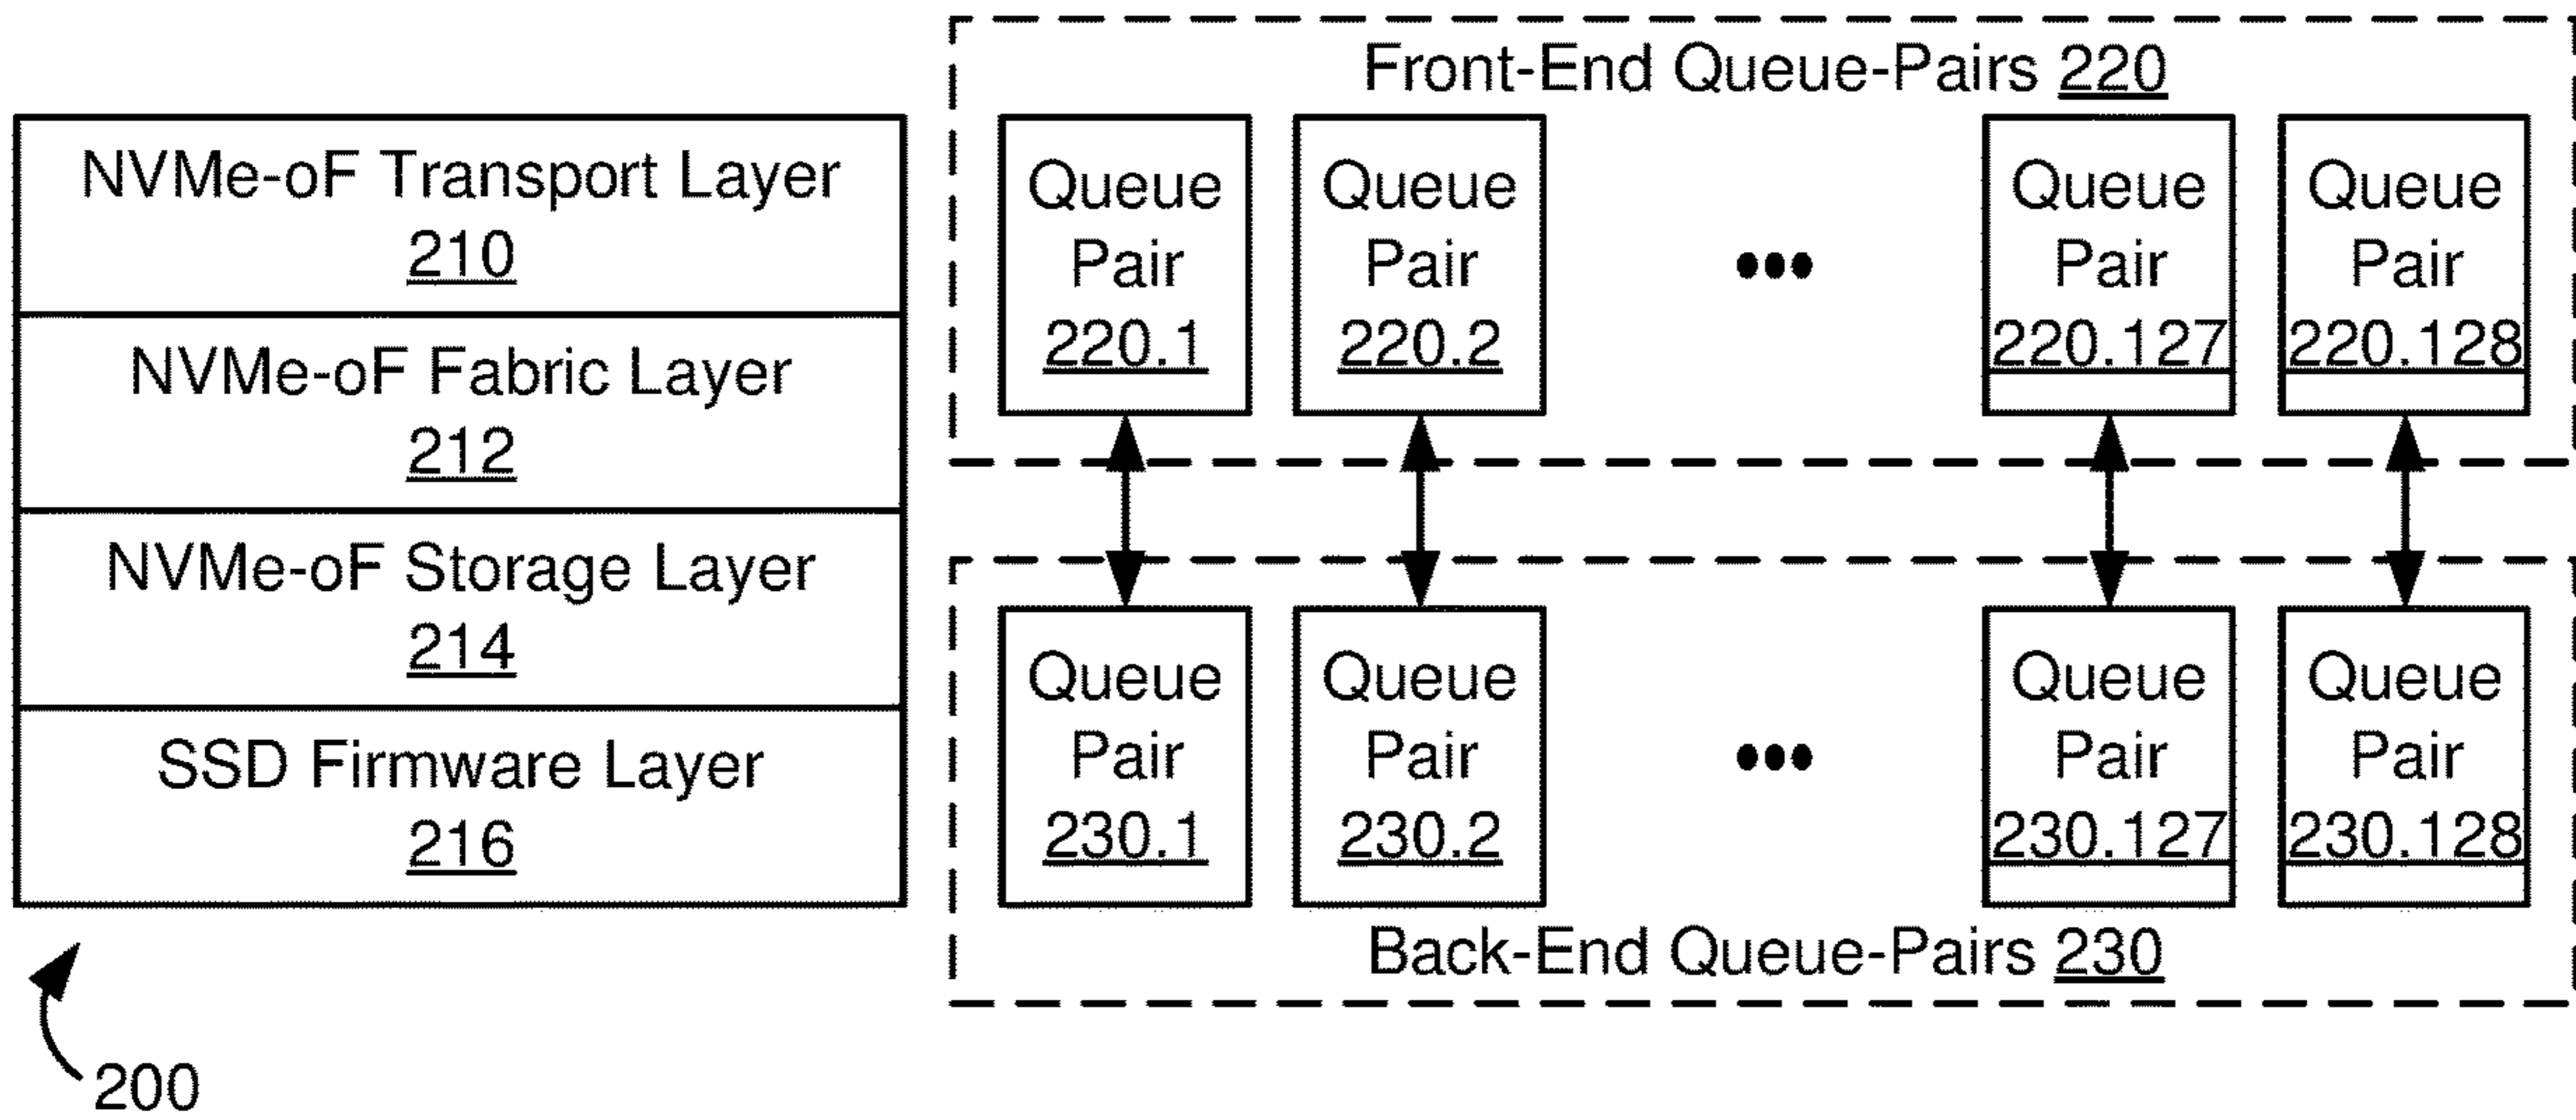 NVMe-oF Transport Layer
210
NVMe-oF Fabric Layer
212
NVMe-oF Storage Layer
214
SSD Firmware Layer
216
200
Front-End Queue-Pairs 220
Queue
Pair
220.1
Queue
Pair
220.2
•••
Queue
Pair
220.127
Queue
Pair
220.128
Queue
Pair
230.1
Queue
Pair
230.2
•••
Queue
Pair
230.127
Queue
Pair
230.128
Back-End Queue-Pairs 230